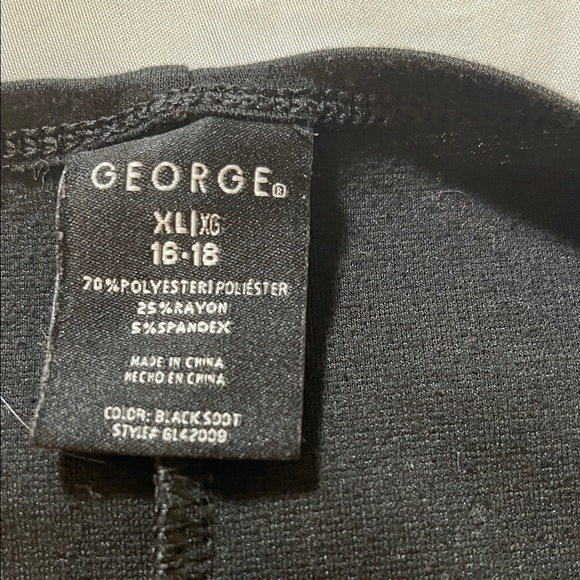 GEORGE®
XL|XG
16-18
70%POLYESTER|POLIÉSTER
25%RAYON
5%SPANDEX
MADE IN CHINA
HECHO EN CHINA
COLOR: BLACK SOOT
STYLE# GL42009